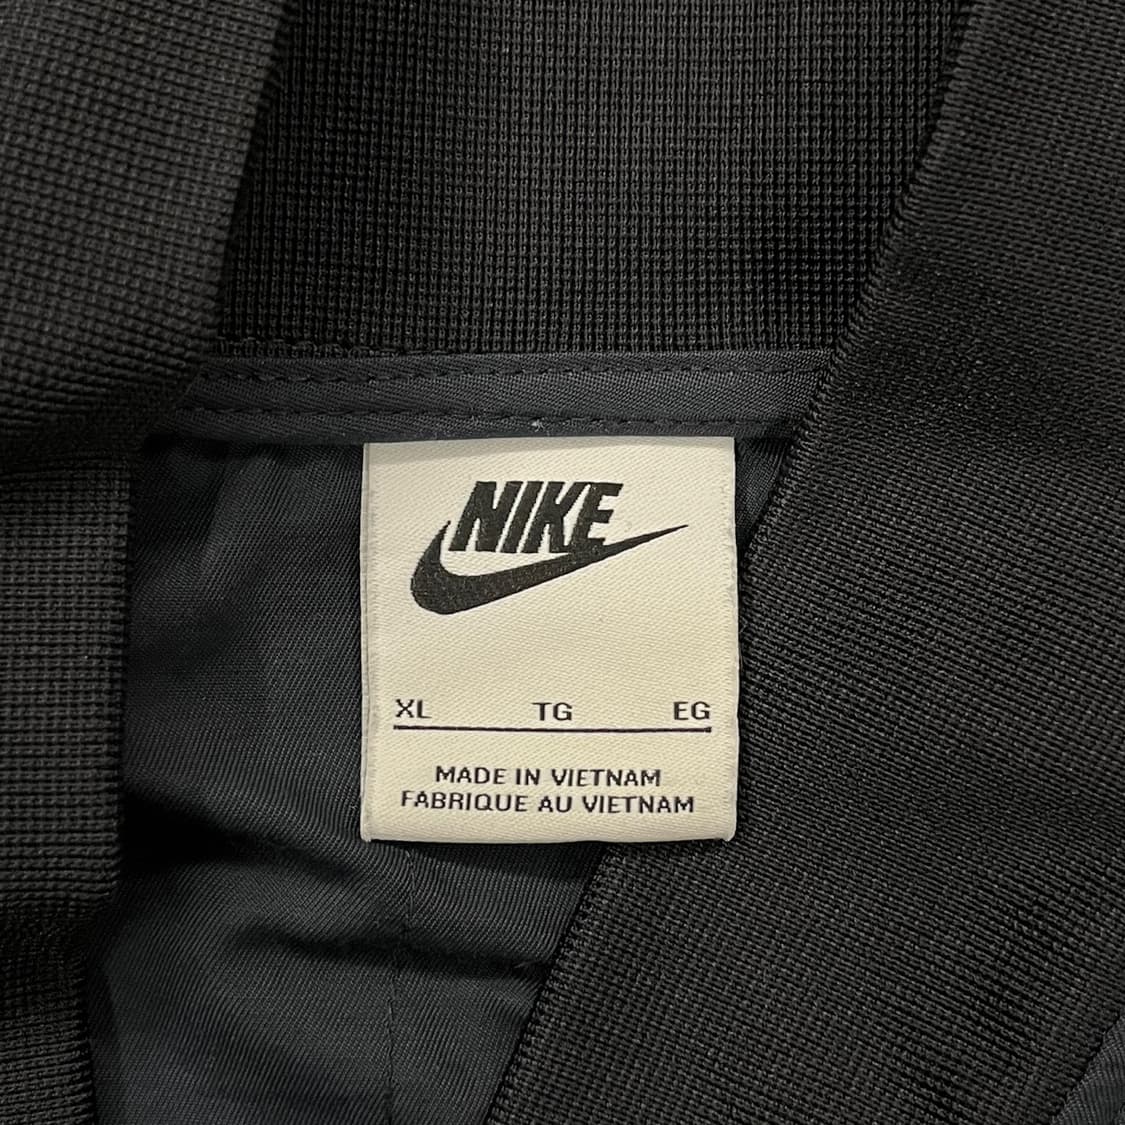 NIKE
XL TG EG
MADE IN VIETNAM
FABRIQUE AU VIETNAM